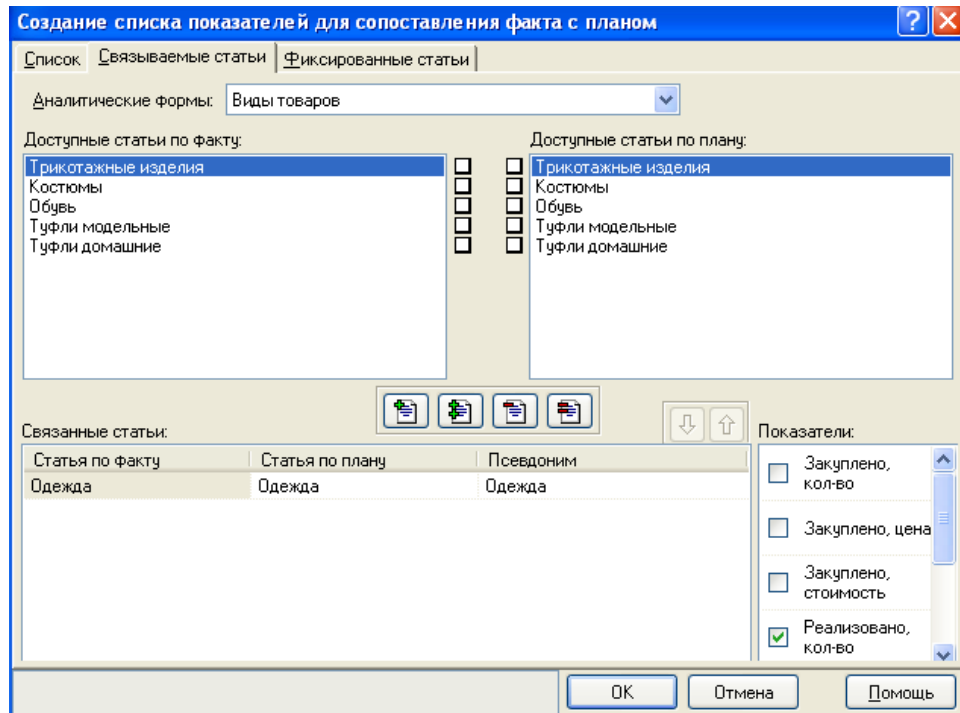 Создание списка показателей для сопоставления факта с планом
Список Связываемые статьи Фиксированные статьи
Аналитические формы: Виды товаров
Доступные статьи по факту: Доступные статьи по плану:
Трикотажные изделия Трикотажные изделия
Костюмы Костюмы
Обувь Обувь
Туфли модельные Туфли модельные
Туфли домашние Туфли домашние
Связанные статьи: Показатели:
Статья по факту Статья по плану Псевдоним
Одежда Одежда Одежда
Закуплено,
кол-во
Закуплено, цена
Закуплено,
стоимость
Реализовано,
кол-во
OK Отмена Помощь